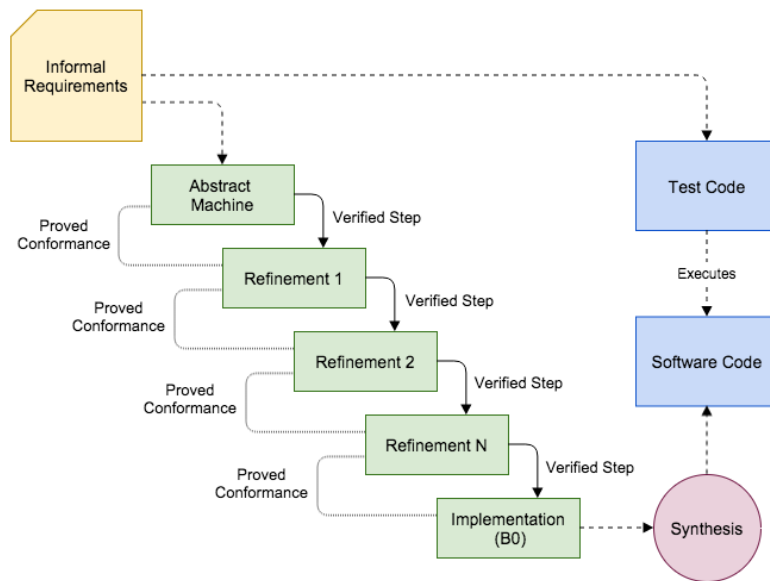 Informal
Requirements
Abstract
Machine
Test Code
Proved
Conformance
Verified Step
Refinement 1
Executes
Proved
Conformance
Verified Step
Refinement 2
Software Code
Proved
Conformance
Verified Step
Refinement N
Proved
Conformance
Verified Step
Implementation
(B0)
Synthesis